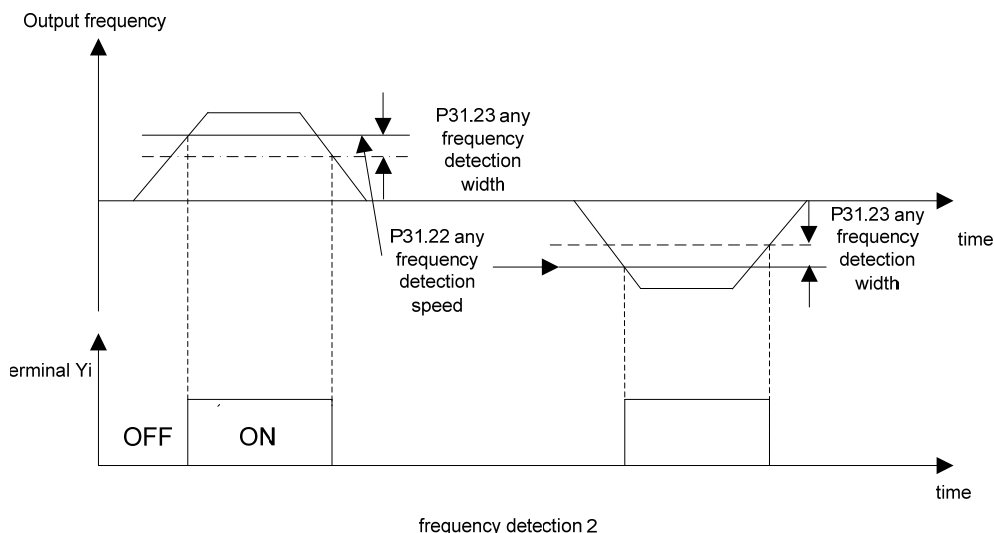 Output frequency
P31.23 any
frequency
detection
width
P31.22 any
frequency
detection
speed
P31.23 any
frequency
detection
width
time
erminal Yi
OFF
ON
time
frequency detection 2